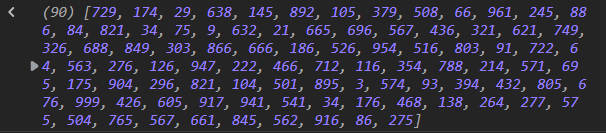 (90) [729, 174, 29, 638, 145, 892, 105, 379, 508, 66, 961, 245, 88
6, 84, 821, 34, 75, 9, 632, 21, 665, 696, 567, 436, 321, 621, 749,
326, 688, 849, 303, 866, 666, 186, 526, 954, 516, 803, 91, 722, 6
4, 563, 276, 126, 947, 222, 466, 712, 116, 354, 788, 214, 571, 69
5, 175, 904, 296, 821, 104, 501, 895, 3, 574, 93, 394, 432, 805, 6
76, 999, 426, 605, 917, 941, 541, 34, 176, 468, 138, 264, 277, 57
5, 504, 765, 567, 661, 845, 562, 916, 86, 275]